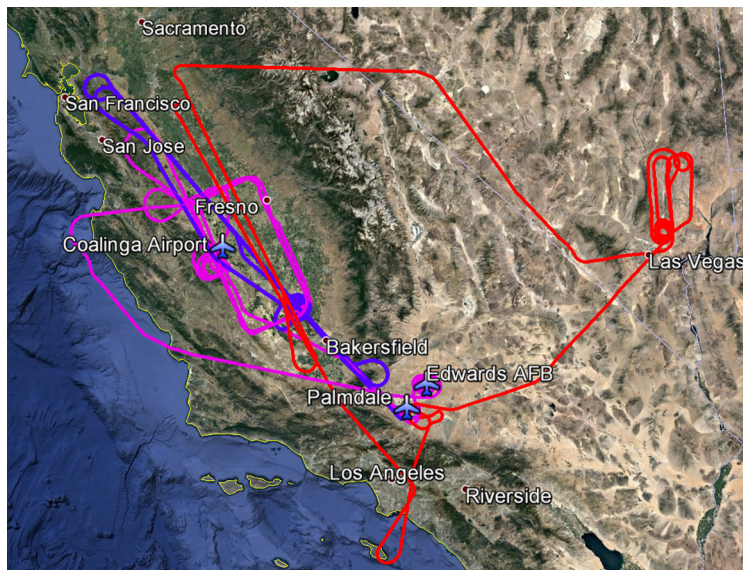 Sacramento
San Francisco
San Jose
Fresno
Coalinga Airport
Las Vegas
Bakersfield
Edwards AFB
Palmdale
Los Angeles
Riverside